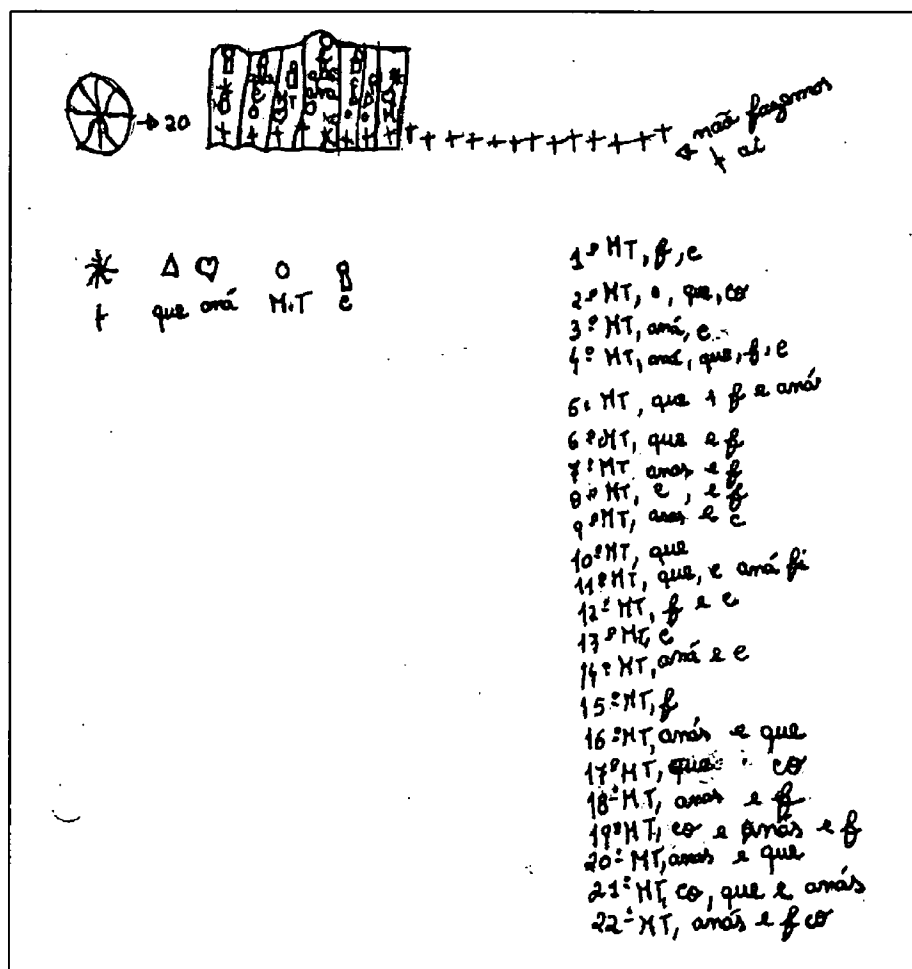 → 20
não fazemos
aí
que aná M.T c
1º MT, f, c
2º MT, o, que, co
3º MT, aná, c
4º MT, aná, que, f, c
5º MT, que + f e anás
6º MT, que e f
7º MT anás e f
8º MT, c, e f
9º MT, anás e c
10º MT, que
11º MT, que, e aná fi
12º MT, f e c
13º MT, c
14º MT, aná e c
15º MT, f
16º MT, anás e que
17º MT, que co
18º MT, anás e f
19º MT, co e anás e f
20º MT, anás e que
21º MT, co, que e anás
22º MT, anás e f co